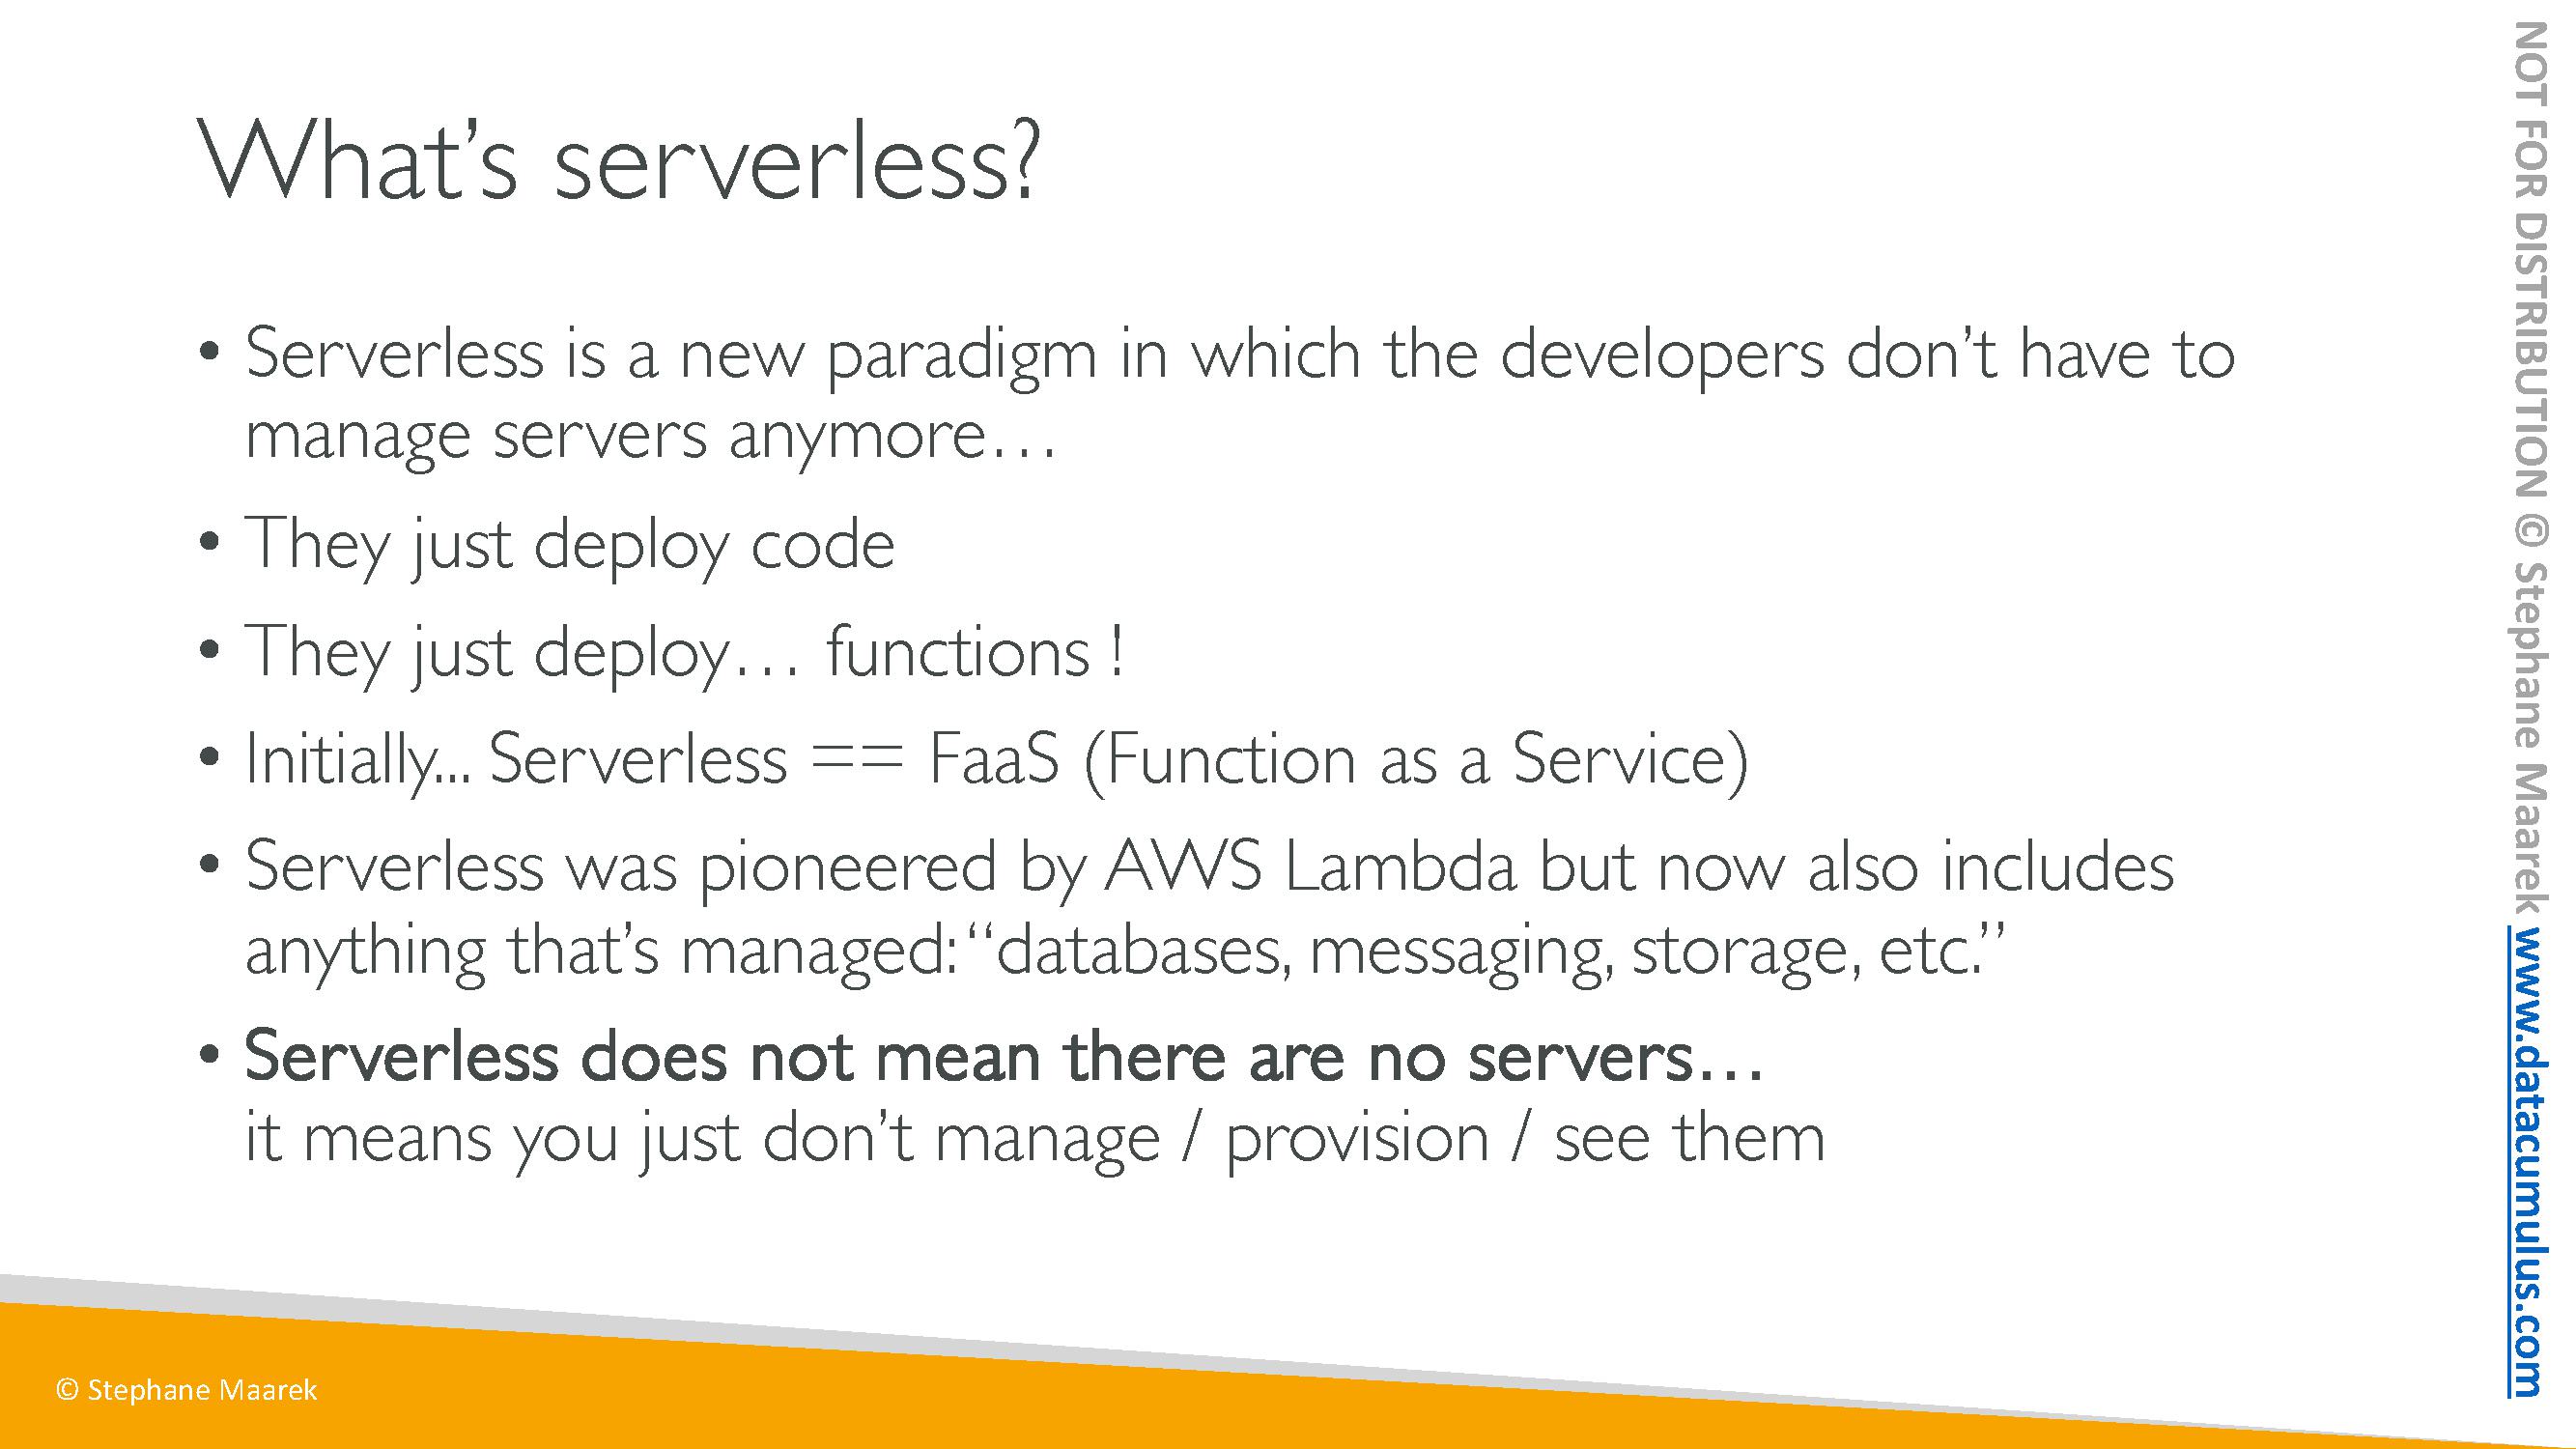 What’s serverless?
• Serverless is a new paradigm in which the developers don’t have to
manage servers anymore…
• They just deploy code
• They just deploy… functions !
• Initially... Serverless == FaaS (Function as a Service)
• Serverless was pioneered by AWS Lambda but now also includes
anything that’s managed: “databases, messaging, storage, etc.”
• Serverless does not mean there are no servers…
it means you just don’t manage / provision / see them
© Stephane Maarek
NOT FOR DISTRIBUTION © Stephane Maarek www.datacumulus.com